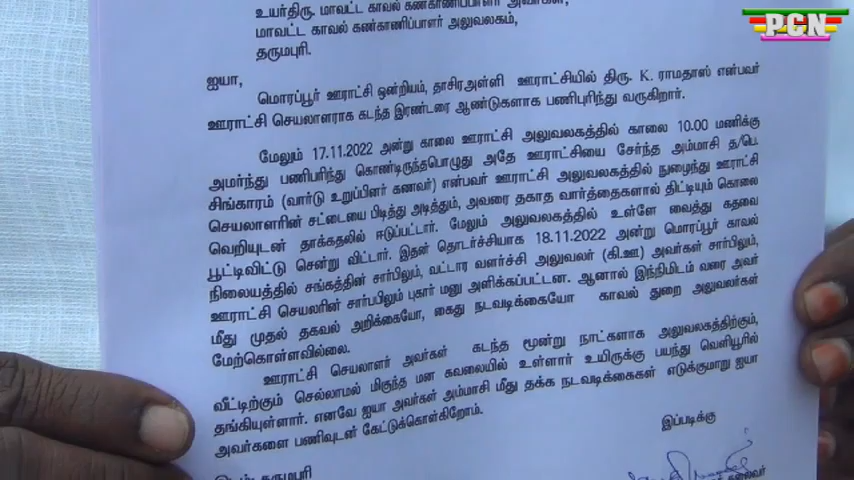 PCN
உயர்திரு. மாவட்ட காவல் கண்காணிப்பாளர் அவர்கள்,
மாவட்ட காவல் கண்காணிப்பாளர் அலுவலகம்,
தருமபுரி.
ஐயா,
மொரப்பூர் ஊராட்சி ஒன்றியம், தாசிரஅள்ளி ஊராட்சியில் திரு. K. ராமதாஸ் என்பவர்
ஊராட்சி செயலாளராக கடந்த இரண்டரை ஆண்டுகளாக பணிபுரிந்து வருகிறார்.
மேலும் 17.11.2022 அன்று காலை ஊராட்சி அலுவலகத்தில் காலை 10.00 மணிக்கு
அமர்ந்து பணிபரிந்து கொண்டிருந்தபொழுது அதே ஊராட்சியை சேர்ந்த அம்மாசி த/பெ.
சிங்காரம் (வார்டு உறுப்பினர் கணவர்) என்பவர் ஊராட்சி அலுவலகத்தில் நுழைந்து ஊராட்சி
செயலாளரின் சட்டையை பிடித்து அடித்தும், அவரை தகாத வார்த்தைகளால் திட்டியும் கொலை
வெறியுடன் தாக்கதலில் ஈடுப்பட்டார். மேலும் அலுவலகத்தில் உள்ளே வைத்து கதவை
பூட்டிவிட்டு சென்று விட்டார். இதன் தொடர்ச்சியாக 18.11.2022 அன்று மொரப்பூர் காவல்
நிலையத்தில் சங்கத்தின் சார்பிலும், வட்டார வளர்ச்சி அலுவலர் (கி.ஊ) அவர்கள் சார்பிலும்,
ஊராட்சி செயலரின் சார்பபிலும் புகார் மனு அளிக்கப்பட்டன. ஆனால் இந்நிமிடம் வரை அவர்
மீது முதல் தகவல் அறிக்கையோ, கைது நடவடிக்கையோ காவல் துறை அலுவலர்கள்
மேற்கொள்ளவில்லை.
ஊராட்சி செயலாளர் அவர்கள் கடந்த மூன்று நாட்களாக அலுவலகத்திற்கும்,
வீட்டிற்கும் செல்லாமல் மிகுந்த மன கவலையில் உள்ளார் உயிருக்கு பயந்து வெளியூரில்
தங்கியுள்ளார். எனவே ஐயா அவர்கள் அம்மாசி மீது தக்க நடவடிக்கைகள் எடுக்குமாறு ஐயா
அவர்களை பணிவுடன் கேட்டுக்கொள்கிறோம்.
இப்படிக்கு
இடம் தருமபுரி